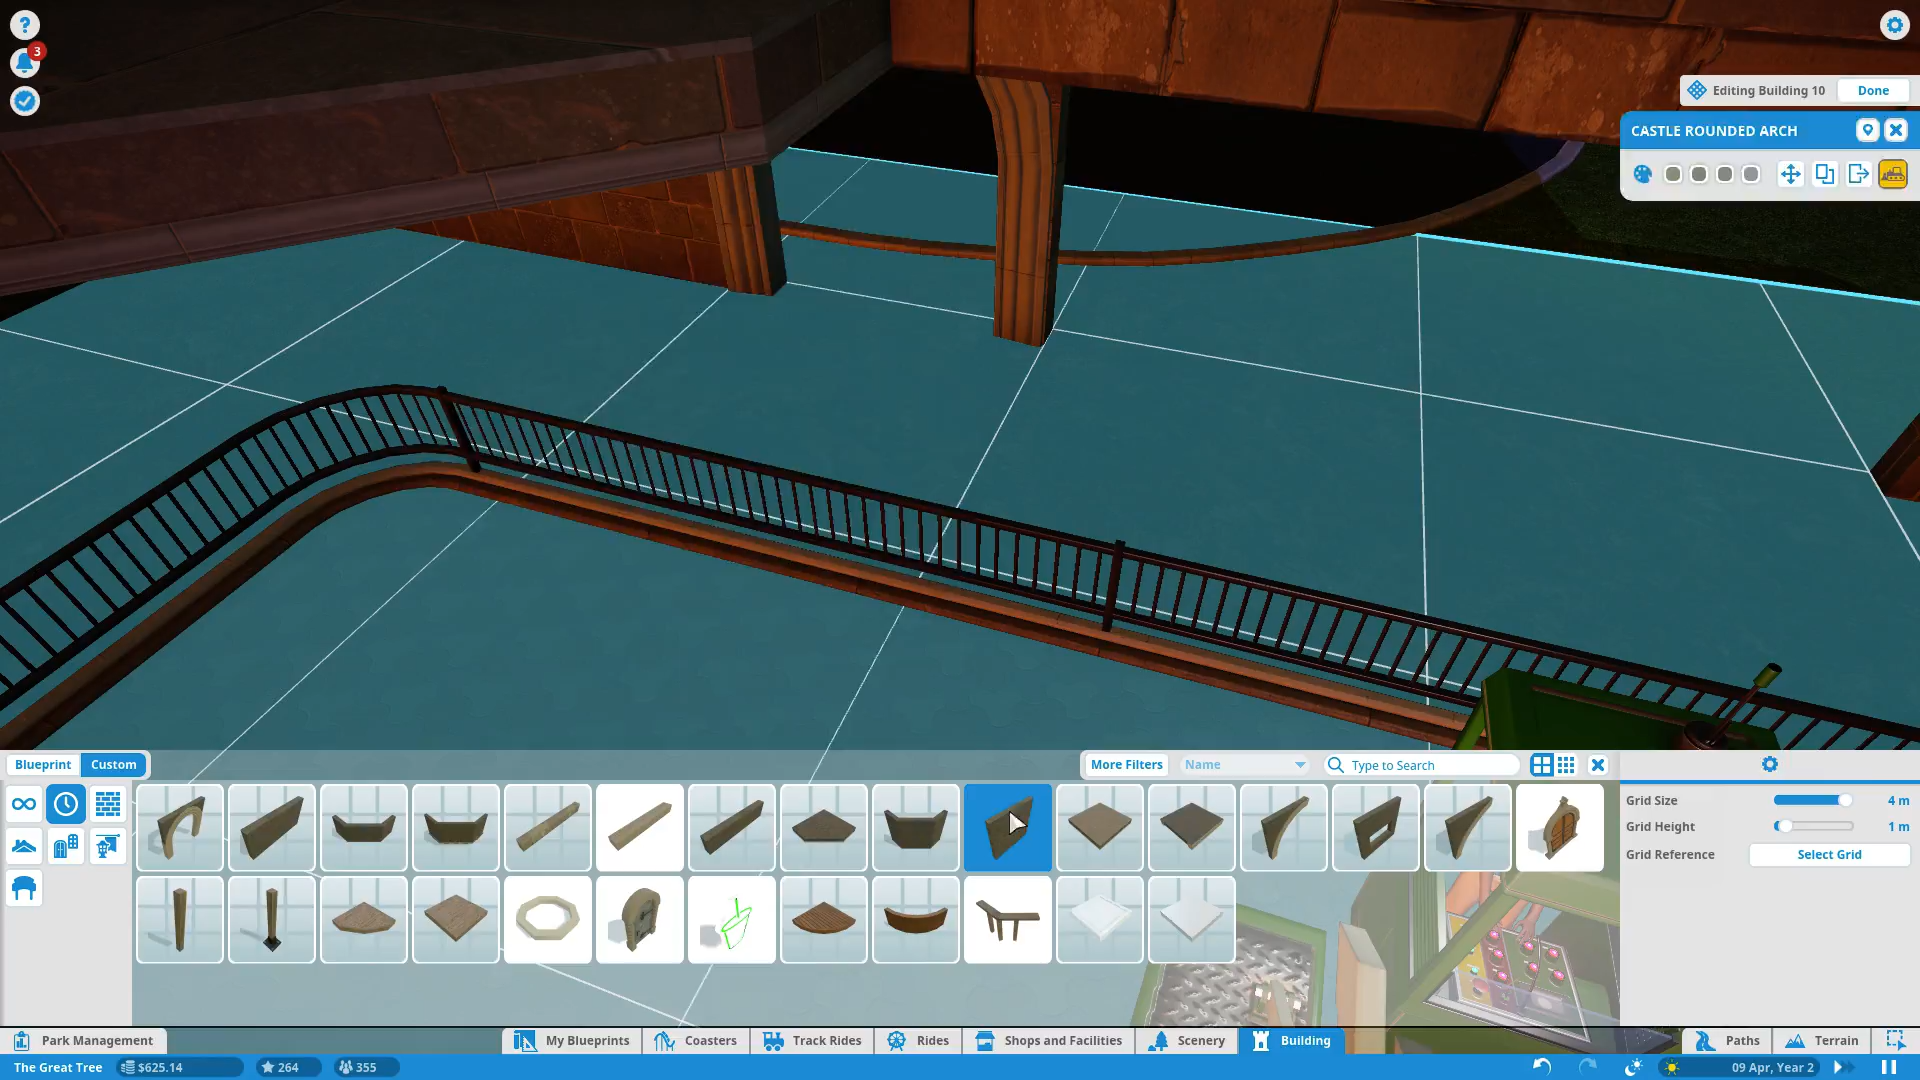 ?
3
Editing Building 10
Done
CASTLE ROUNDED ARCH
Blueprint
Custom
More Filters
Name
Type to Search
Grid Size
4 m
Grid Height
1 m
Grid Reference
Select Grid
Park Management
My Blueprints
Coasters
Track Rides
Rides
Shops and Facilities
Scenery
Building
Paths
Terrain
The Great Tree
$625.14
264
355
09 Apr, Year 2